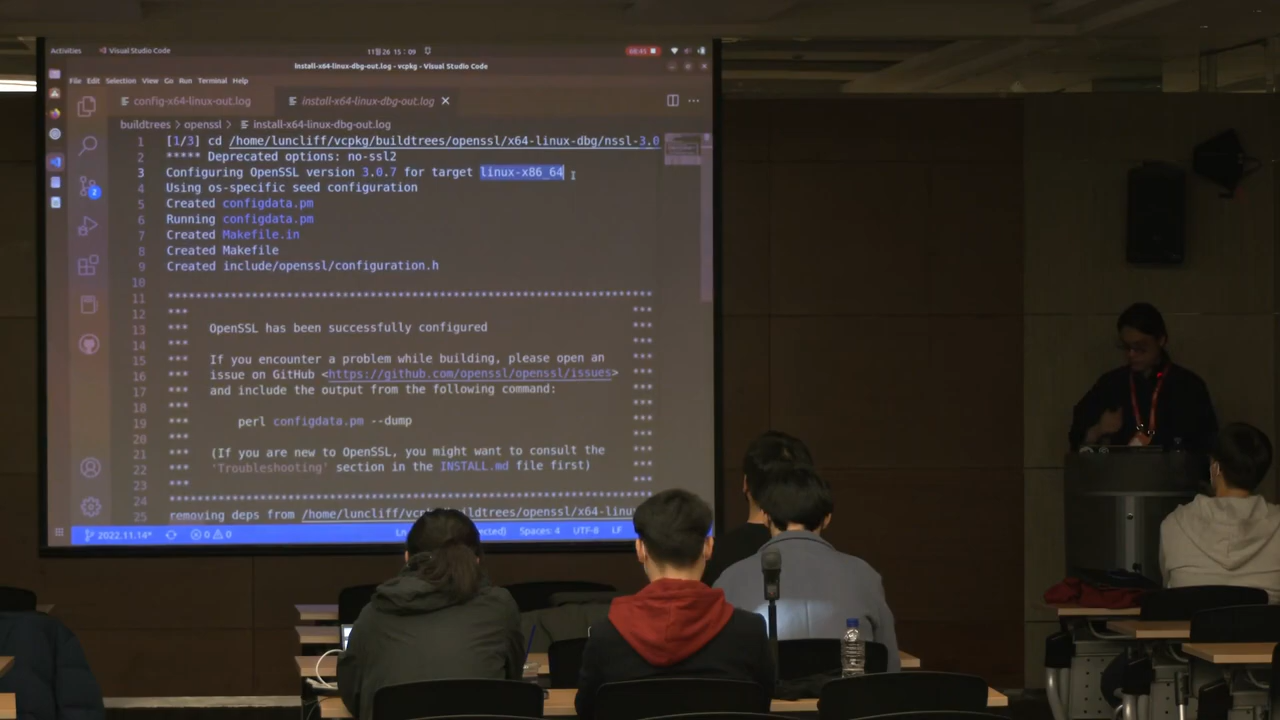 Activities Visual Studio Code 11월 26 15 : 09
install-x64-linux-dbg-out.log - vcpkg - Visual Studio Code
File Edit Selection View Go Run Terminal Help
config-x64-linux-out.log install-x64-linux-dbg-out.log
buildtrees > openssl > install-x64-linux-dbg-out.log
1 [1/3] cd /home/luncliff/vcpkg/buildtrees/openssl/x64-linux-dbg/nssl-3.0
2 ***** Deprecated options: no-ssl2
3 Configuring OpenSSL version 3.0.7 for target linux-x86_64
4 Using os-specific seed configuration
5 Created configdata.pm
6 Running configdata.pm
7 Created Makefile.in
8 Created Makefile
9 Created include/openssl/configuration.h
10
11 **********************************************************************
12 *** ***
13 *** OpenSSL has been successfully configured ***
14 *** ***
15 *** If you encounter a problem while building, please open an ***
16 *** issue on GitHub <https://github.com/openssl/openssl/issues> ***
17 *** and include the output from the following command: ***
18 *** ***
19 *** perl configdata.pm --dump ***
20 *** ***
21 *** (If you are new to OpenSSL, you might want to consult the ***
22 *** 'Troubleshooting' section in the INSTALL.md file first) ***
23 *** ***
24 **********************************************************************
25 removing deps from /home/luncliff/vcpkg/buildtrees/openssl/x64-linu
2
2022.11.14* 0 0 Spaces: 4 UTF-8 LF